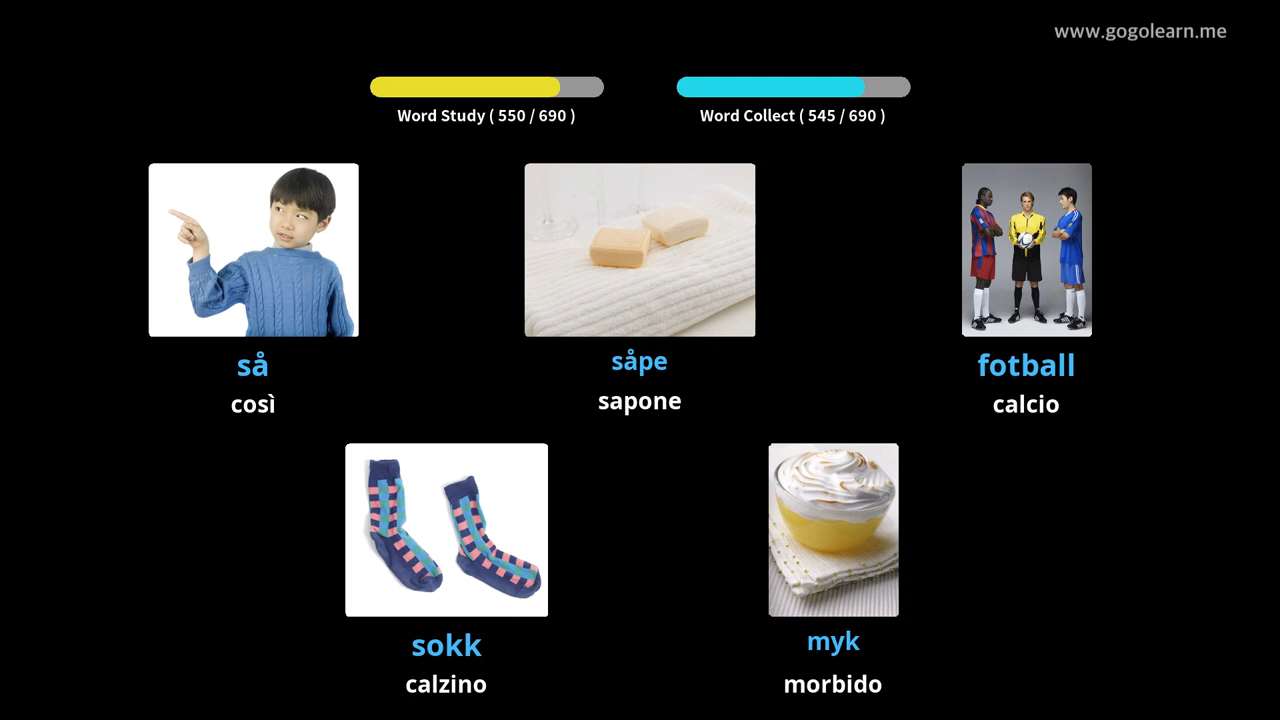 www.gogolearn.me
Word Study ( 550 / 690 )
Word Collect ( 545 / 690 )
så
così
såpe
sapone
fotball
calcio
sokk
calzino
myk
morbido